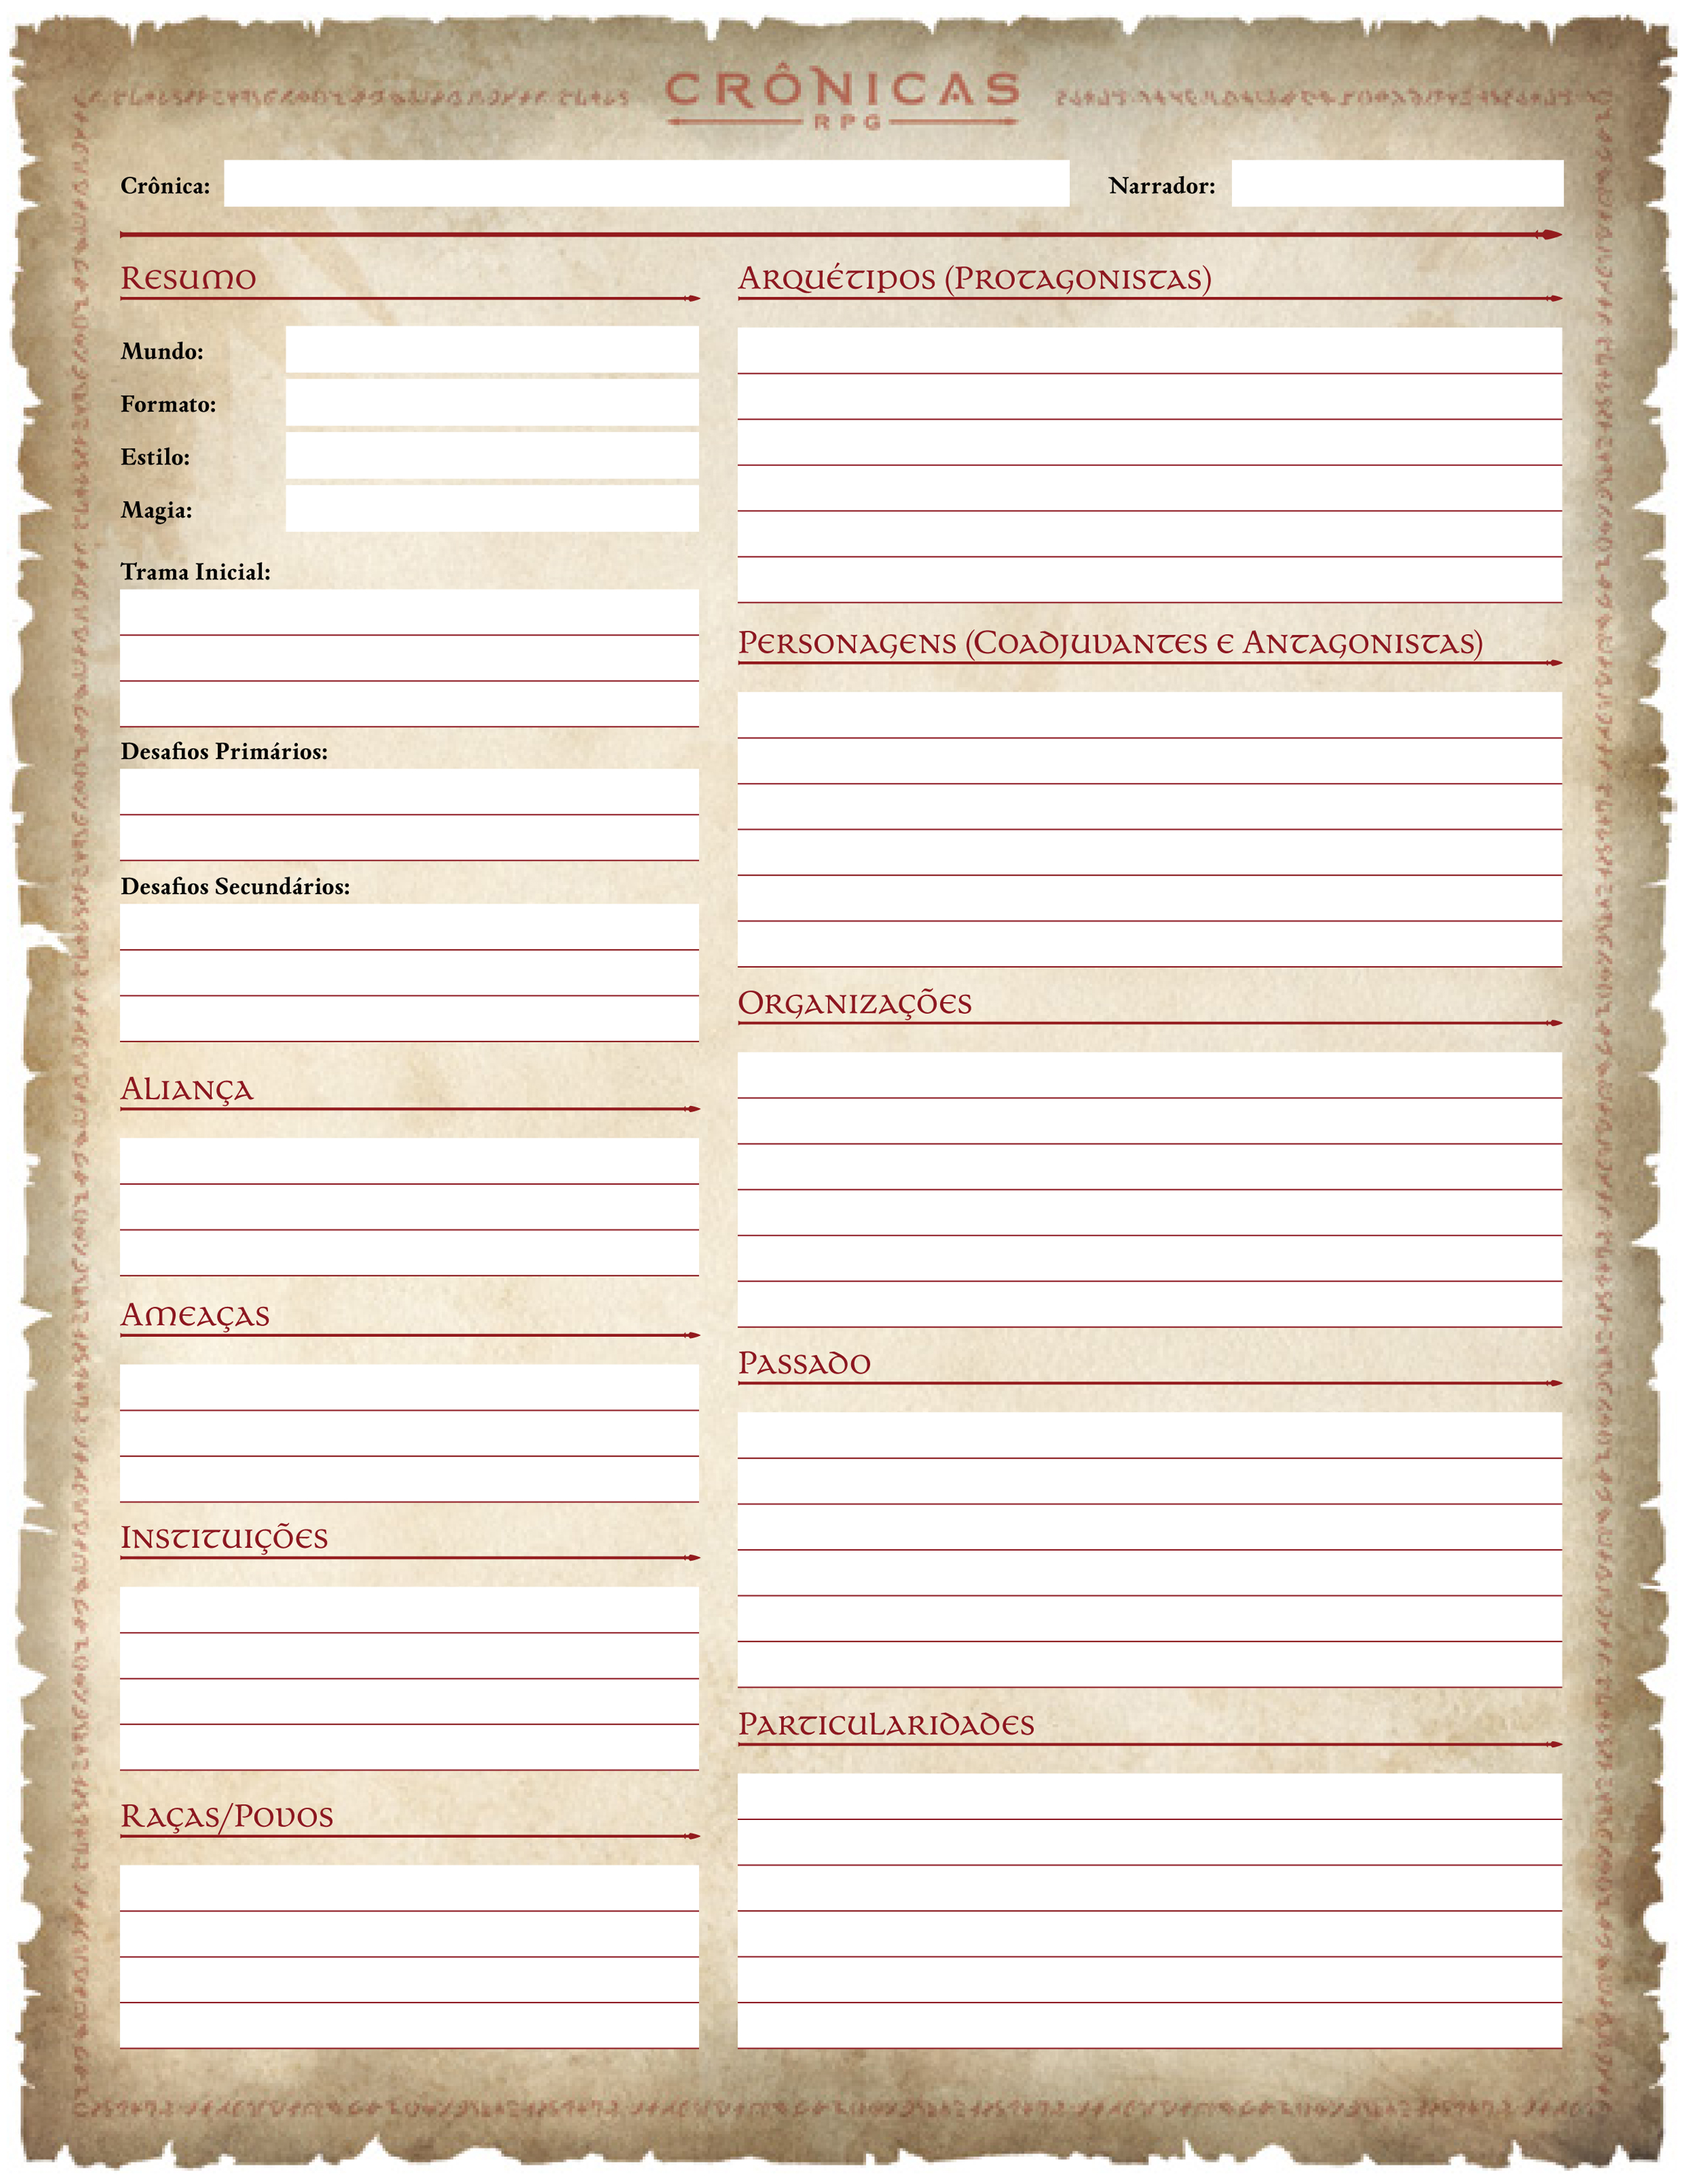 CRÔNICAS
RPG
Crônica:
Narrador:
Resumo
Mundo:
Formato:
Estilo:
Magia:
Trama Inicial:
Desafios Primários:
Desafios Secundários:
Aliança
Ameaças
Instituições
Raças/Povos
Arquétipos (Protagonistas)
Personagens (Coadjuvantes e Antagonistas)
Organizações
Passado
Particularidades